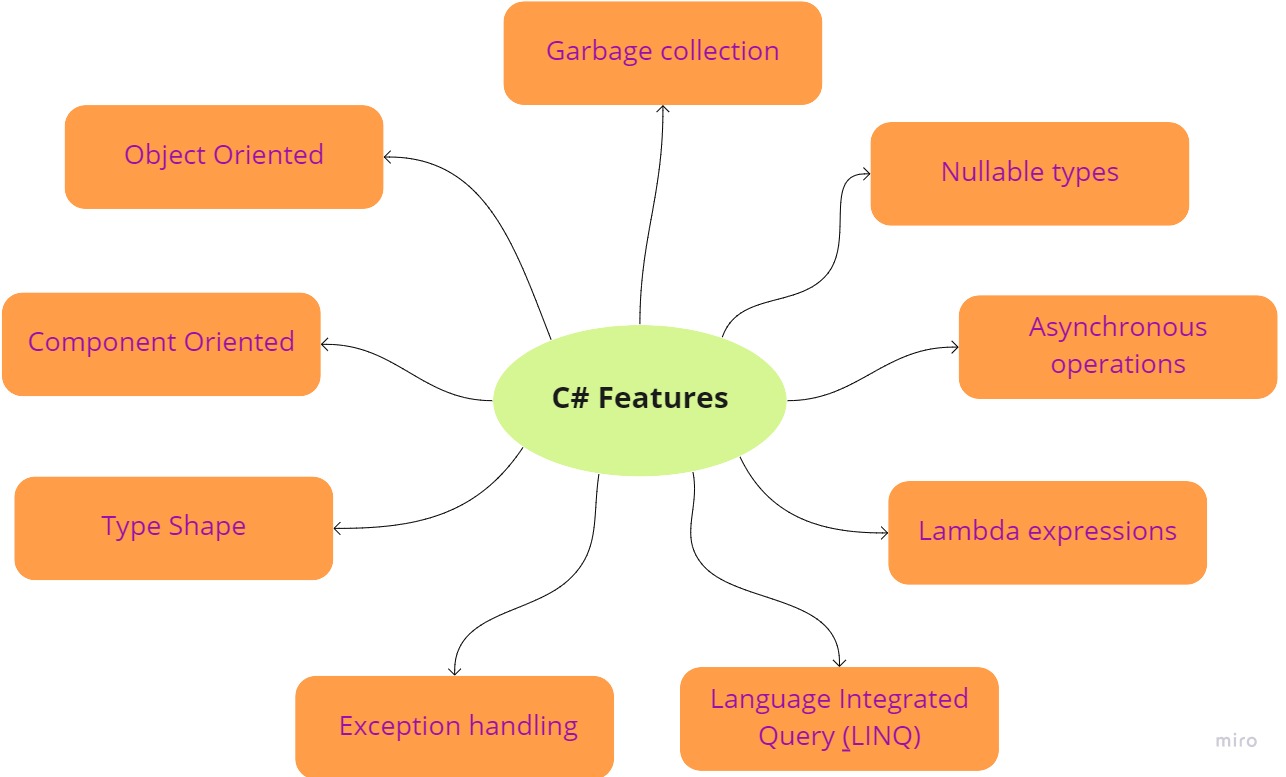 Garbage collection
Object Oriented
Nullable types
Component Oriented
Asynchronous
operations
C# Features
Type Shape
Lambda expressions
Exception handling
Language Integrated
Query (LINQ)
miro